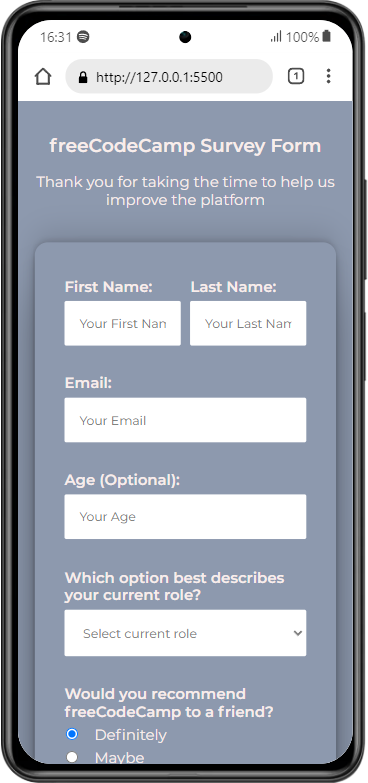 16:31 100%
http://127.0.0.1:5500 1
freeCodeCamp Survey Form
Thank you for taking the time to help us
improve the platform
First Name: Last Name:
Your First Nan Your Last Nam
Email:
Your Email
Age (Optional):
Your Age
Which option best describes
your current role?
Select current role
Would you recommend
freeCodeCamp to a friend?
Definitely
Maybe